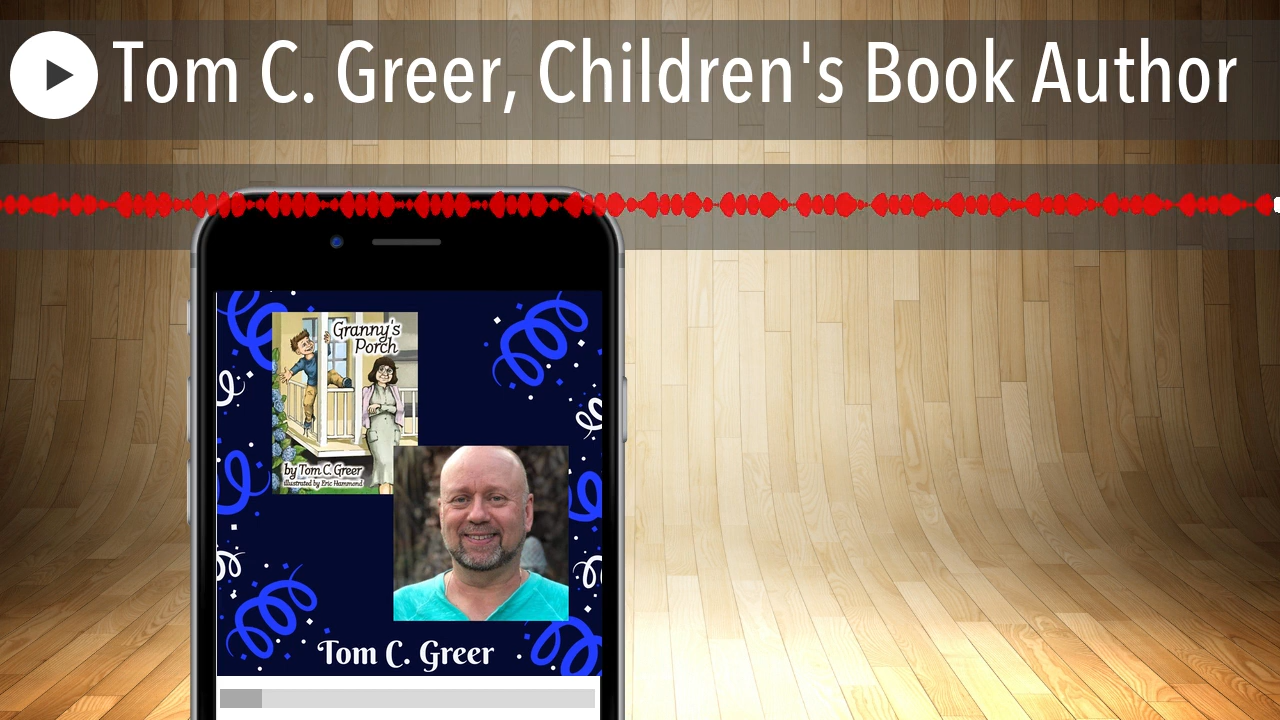 Tom C. Greer, Children's Book Author
Granny's
Porch
by Tom C. Greer
illustrated by Eric Hammond
Tom C. Greer